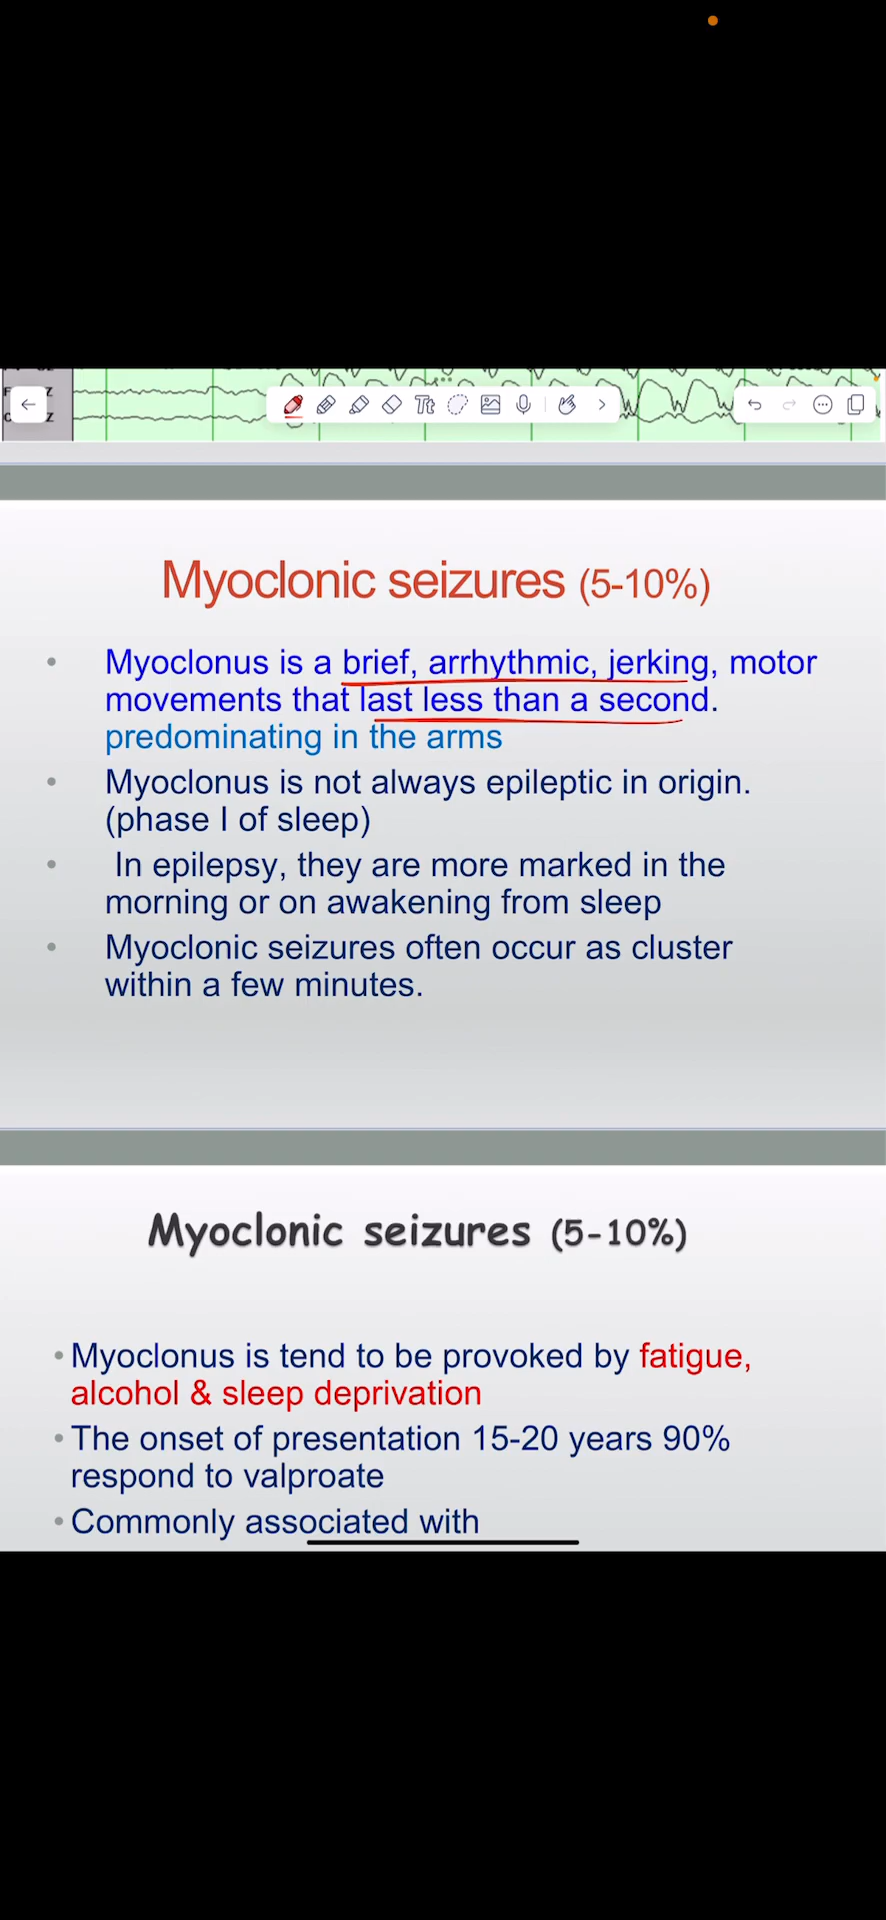 Tt
Myoclonic seizures (5-10%)
• Myoclonus is a brief, arrhythmic, jerking, motor
movements that last less than a second.
predominating in the arms
• Myoclonus is not always epileptic in origin.
(phase I of sleep)
• In epilepsy, they are more marked in the
morning or on awakening from sleep
• Myoclonic seizures often occur as cluster
within a few minutes.
Myoclonic seizures (5-10%)
• Myoclonus is tend to be provoked by fatigue,
alcohol & sleep deprivation
• The onset of presentation 15-20 years 90%
respond to valproate
• Commonly associated with